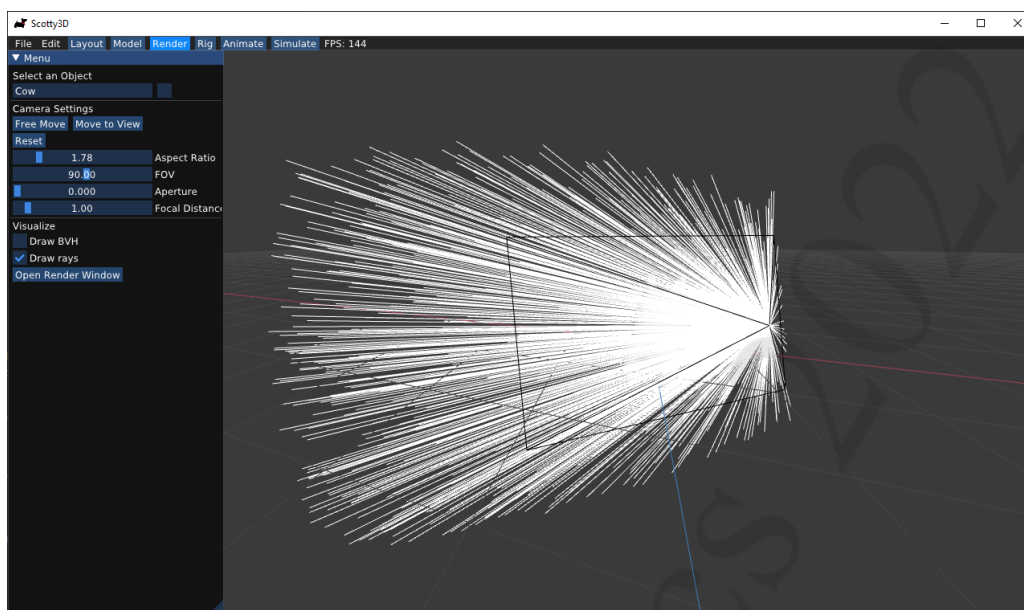 Scotty3D
File Edit Layout Model Render Rig Animate Simulate FPS: 144
Menu
Select an Object
Cow
Camera Settings
Free Move Move to View
Reset
1.78 Aspect Ratio
90.00 FOV
0.000 Aperture
1.00 Focal Distance
Visualize
Draw BVH
Draw rays
Open Render Window
cs 2022